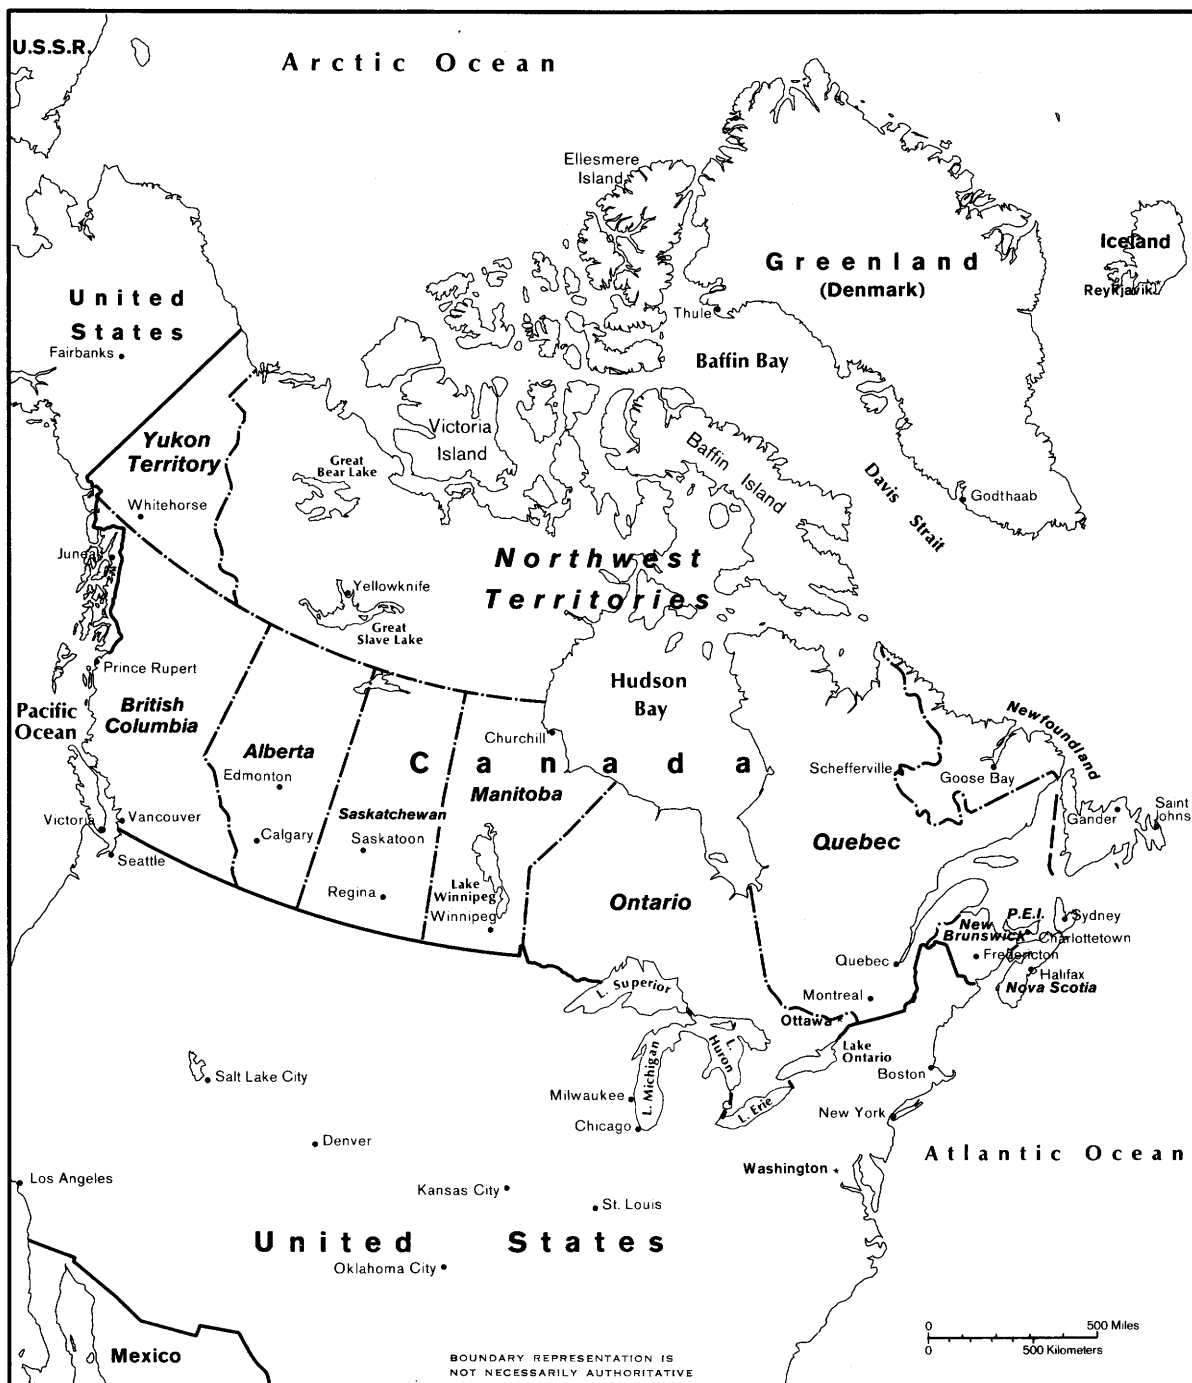 U.S.S.R.
Arctic Ocean
Ellesmere
Island
Iceland
Reykjavik
Greenland
(Denmark)
Thule
United
States
Fairbanks
Baffin Bay
Victoria
Island
Baffin Island
Davis Strait
Godthaab
Yukon
Territory
Great
Bear Lake
Whitehorse
Juneau
Northwest
Territories
Yellowknife
Great
Slave Lake
Prince Rupert
British
Columbia
Pacific
Ocean
Hudson
Bay
Newfoundland
Churchill
Alberta
Edmonton
Canada
Manitoba
Schefferville
Goose Bay
Saskatchewan
Saskatoon
Victoria
Vancouver
Seattle
Calgary
Gander
Saint
Johns
Quebec
Regina
Lake
Winnipeg
Winnipeg
Ontario
P.E.I.
Sydney
New
Brunswick
Charlottetown
Fredericton
Quebec
Halifax
Nova Scotia
L. Superior
Montreal
Ottawa
L. Huron
L. Michigan
Lake
Ontario
Salt Lake City
Boston
Milwaukee
L. Erie
New York
Chicago
Denver
Atlantic Ocean
Washington
Los Angeles
Kansas City
St. Louis
United States
Oklahoma City
0 500 Miles
0 500 Kilometers
Mexico
BOUNDARY REPRESENTATION IS
NOT NECESSARILY AUTHORITATIVE